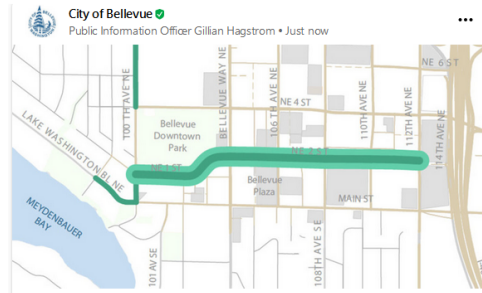 City of Bellevue
Public Information Officer Gillian Hagstrom • Just now
NE 6 ST
100 TH AVE NE
BELLEVUE WAY NE
NE 4 ST
106 TH AVE NE
110TH AVE NE
112TH AVE NE
114TH AVE NE
LAKE WASHINGTON BL NE
Bellevue
Downtown
Park
NE 1 ST
NE 2 ST
Bellevue
Plaza
MAIN ST
MEYDENBAUER
BAY
101 AV SE
108TH AVE SE